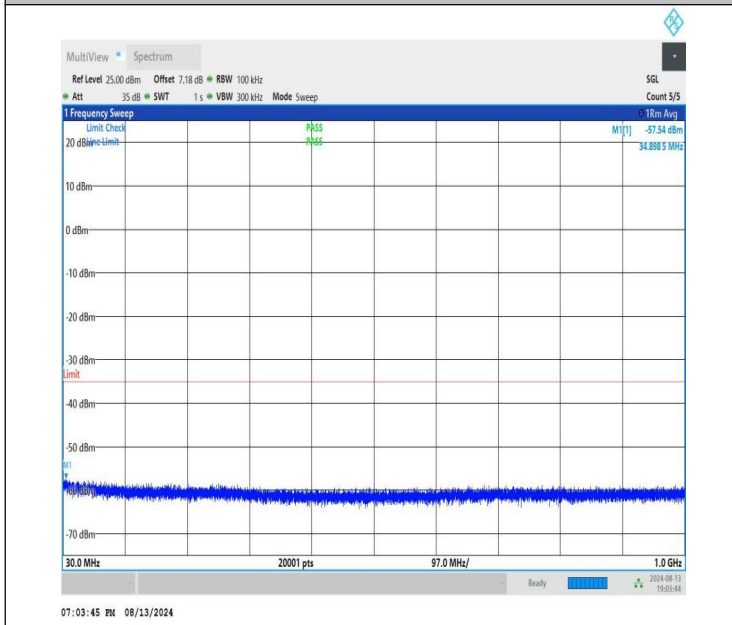 MultiView Spectrum
Ref Level 25.00 dBm Offset 7.18 dB RBW 100 kHz SGL
Att 35 dB SWT 1 s VBW 300 kHz Mode Sweep Count 5/5
1 Frequency Sweep 1Rm Avg
Limit Check PASS M1[1] -57.54 dBm
20 dBm Line Limit PASS 34.898 5 MHz
10 dBm
0 dBm
-10 dBm
-20 dBm
-30 dBm
Limit
-40 dBm
-50 dBm
M1
-70 dBm
30.0 MHz 20001 pts 97.0 MHz/ 1.0 GHz
Ready 2024-08-13
19:03:44
07:03:45 PM 08/13/2024